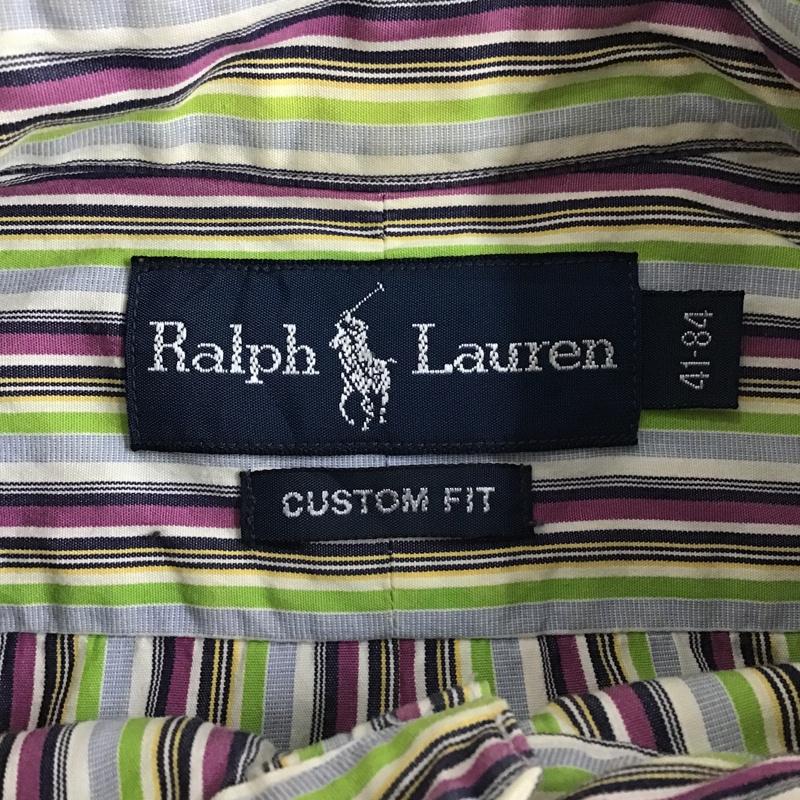 Ralph Lauren
41-84
CUSTOM FIT